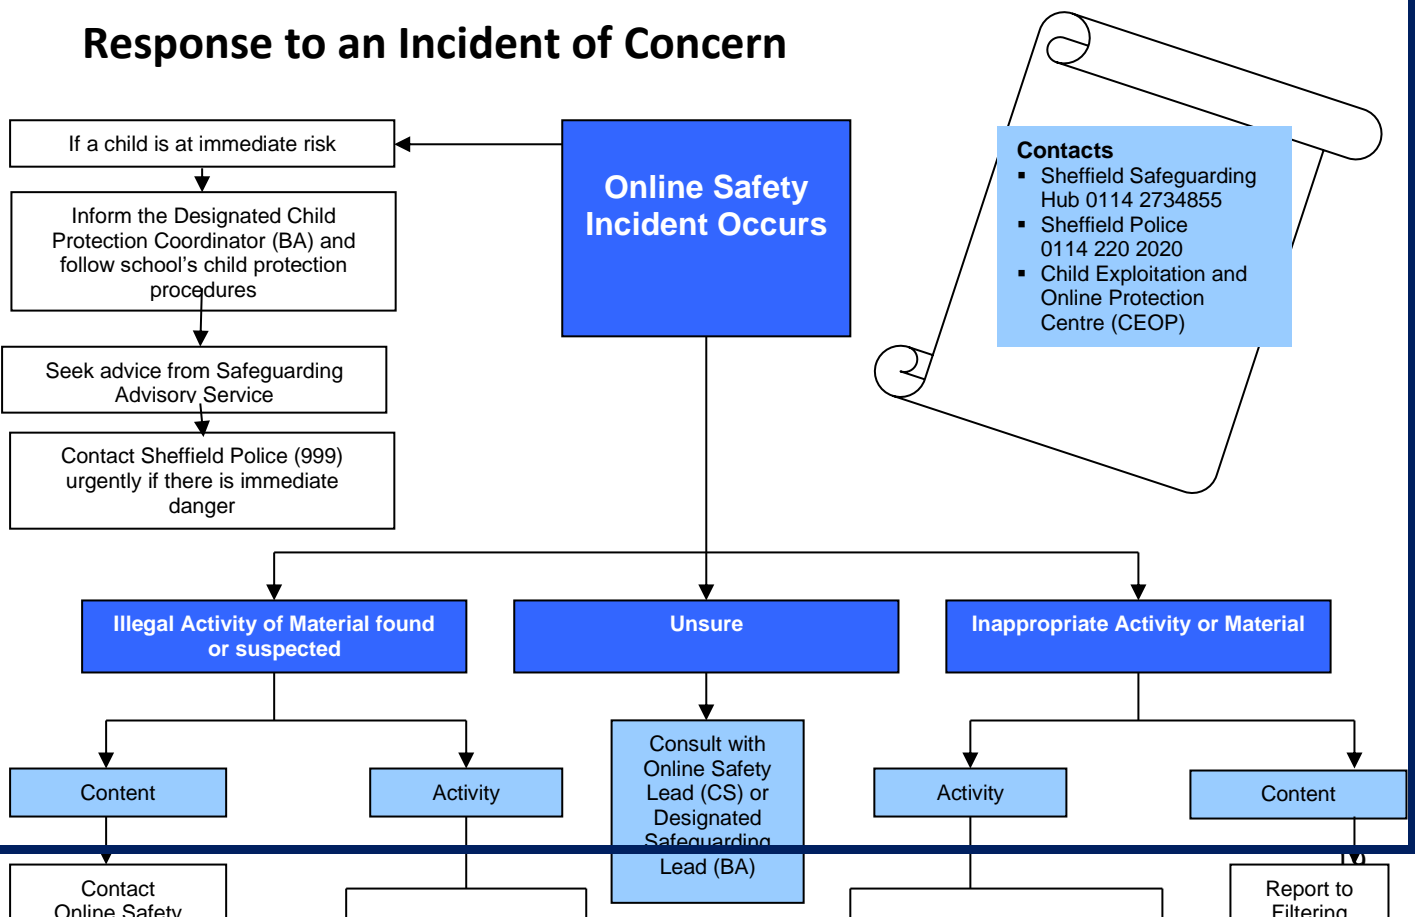 Response to an Incident of Concern
If a child is at immediate risk
Inform the Designated Child
Protection Coordinator (BA) and
follow school's child protection
procedures
Seek advice from Safeguarding
Advisory Service
Contact Sheffield Police (999)
urgently if there is immediate
danger
Online Safety
Incident Occurs
Contacts
▪ Sheffield Safeguarding
Hub 0114 2734855
▪ Sheffield Police
0114 220 2020
▪ Child Exploitation and
Online Protection
Centre (CEOP)
Illegal Activity of Material found
or suspected
Unsure
Inappropriate Activity or Material
Content
Activity
Consult with
Online Safety
Lead (CS) or
Designated
Safeguarding
Lead (BA)
Activity
Content
Contact
Online Safety
Report to
Filtering